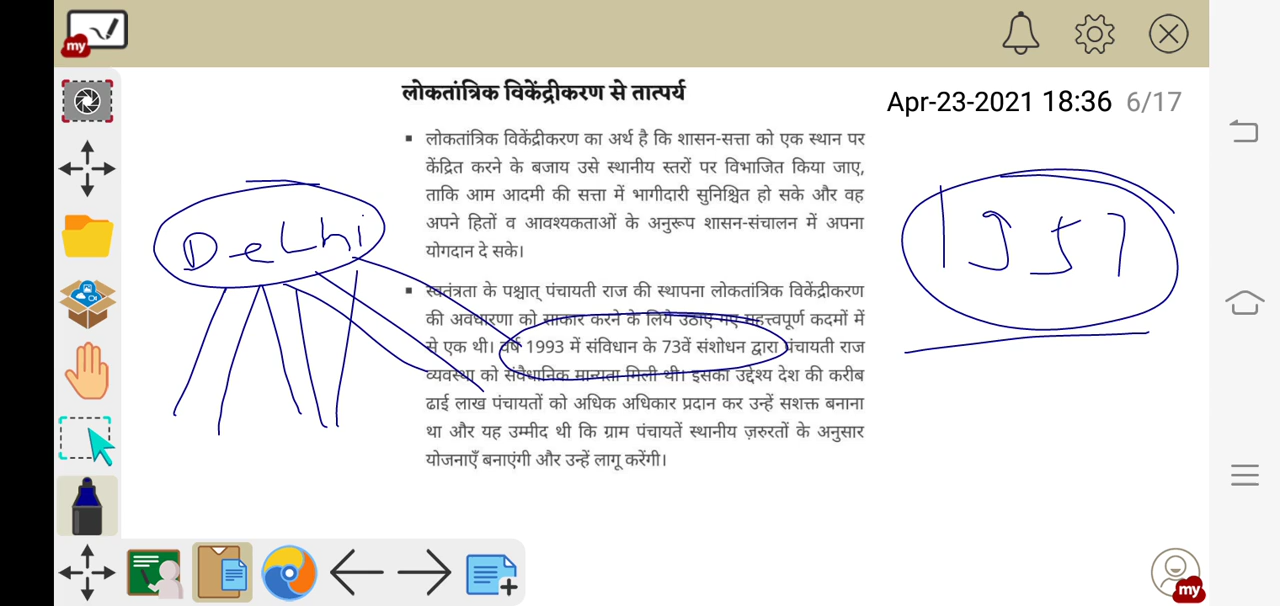 my
लोकतांत्रिक विकेंद्रीकरण से तात्पर्य
Apr-23-2021 18:36 6/17
▪ लोकतांत्रिक विकेंद्रीकरण का अर्थ है कि शासन-सत्ता को एक स्थान पर
केंद्रित करने के बजाय उसे स्थानीय स्तरों पर विभाजित किया जाए,
ताकि आम आदमी की सत्ता में भागीदारी सुनिश्चित हो सके और वह
अपने हितों व आवश्यकताओं के अनुरूप शासन-संचालन में अपना
योगदान दे सके।
DeLhi
1957
▪ स्वतंत्रता के पश्चात् पंचायती राज की स्थापना लोकतांत्रिक विकेंद्रीकरण
की अवधारणा को साकार करने के लिये उठाए गए महत्त्वपूर्ण कदमों में
से एक थी। वर्ष 1993 में संविधान के 73वें संशोधन द्वारा पंचायती राज
व्यवस्था को संवैधानिक मान्यता मिली थी। इसका उद्देश्य देश की करीब
ढाई लाख पंचायतों को अधिक अधिकार प्रदान कर उन्हें सशक्त बनाना
था और यह उम्मीद थी कि ग्राम पंचायतें स्थानीय ज़रुरतों के अनुसार
योजनाएँ बनाएंगी और उन्हें लागू करेंगी।
my